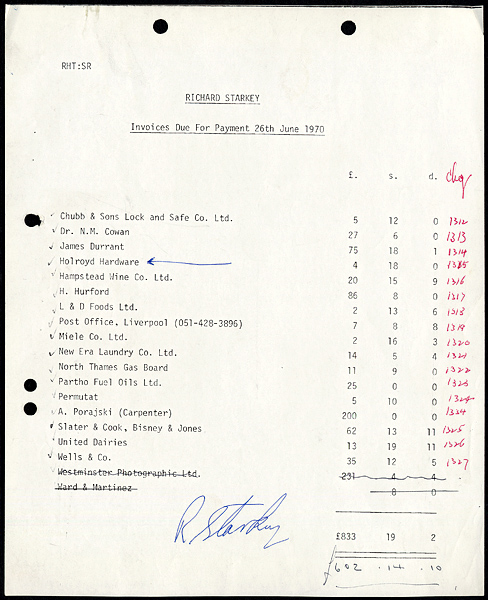 RHT:SR
RICHARD STARKEY
Invoices Due For Payment 26th June 1970
£. s. d. Chq
Chubb & Sons Lock and Safe Co. Ltd. 5 12 0 1312
Dr. N.M. Cowan 27 6 0 1313
James Durrant 75 18 1 1314
Holroyd Hardware 4 18 0 1315
Hampstead Wine Co. Ltd. 20 15 9 1316
H. Hurford 86 8 0 1317
L & D Foods Ltd. 2 13 6 1318
Post Office. Liverpool (051-428-3896) 7 8 8 1319
Miele Co. Ltd. 2 16 3 1320
New Era Laundry Co. Ltd. 14 5 4 1321
North Thames Gas Board 11 9 0 1322
Partho Fuel Oils Ltd. 25 0 0 1323
Permutat 5 10 0
A. Porajski (Carpenter) 200 0 0 1324
Slater & Cook, Bisney & Jones 62 13 11 1325
United Dairies 13 19 11 1326
Wells & Co. 35 12 5 1327
Westminster Photographic Ltd. 231 4 4
Ward & Martinez 8 0
R Starkey
£833 19 2
£602 . 14 . 10